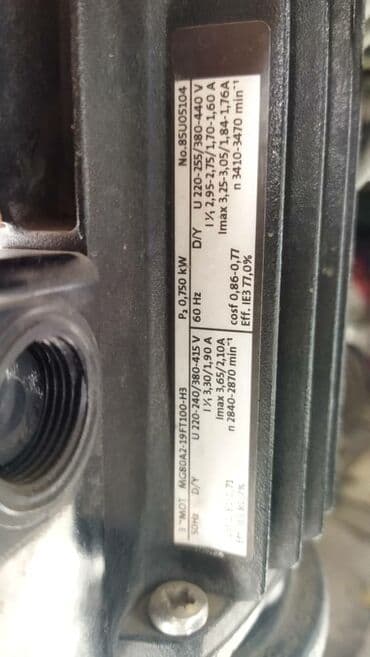 3 ~MOT MG80A2-19FT100-H3 P₂ 0,750 kW No.85U05104
50Hz D/Y
U 220-240/380-415 V
I ¹/₁ 3,30/1,90 A
Imax 3,65/2,10A
n 2840-2870 min⁻¹
60 Hz D/Y U 220-255/380-440 V
I ¹/₁ 2,95-2,75/1,70-1,60 A
Imax 3,25-3,05/1,84-1,76A
cosf 0,86-0,77 n 3410-3470 min⁻¹
Eff. IE3 77,0%